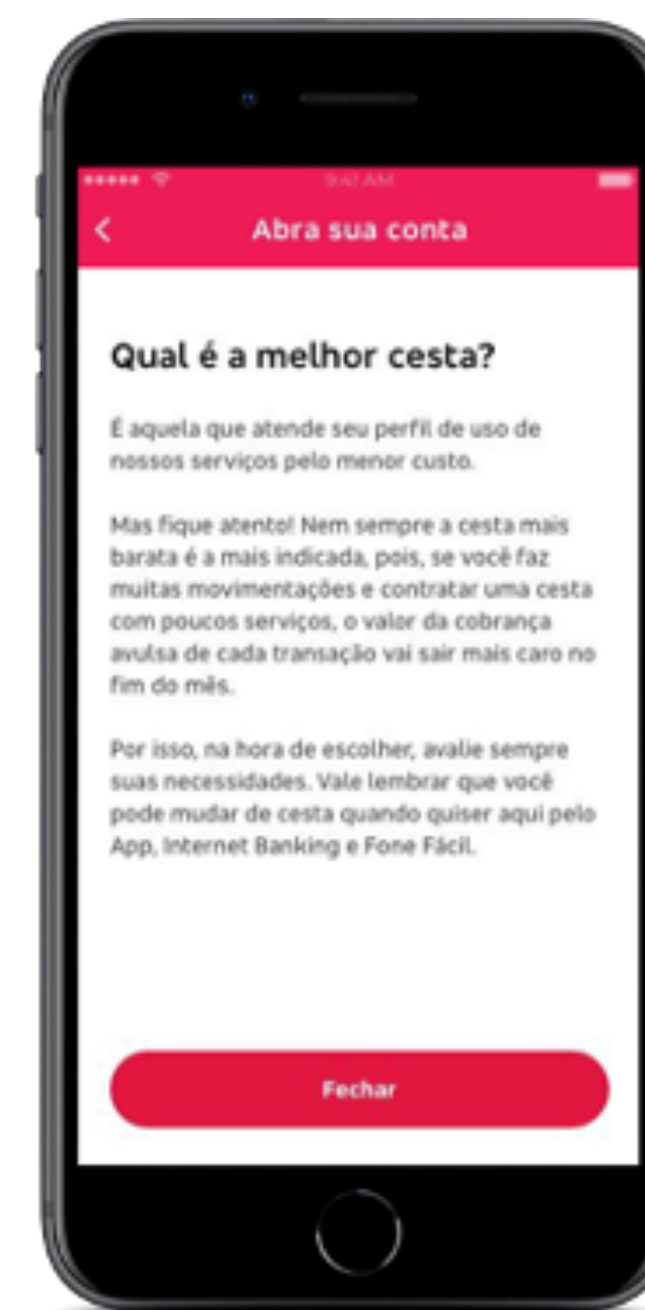 9:41 AM
Abra sua conta
Qual é a melhor cesta?
É aquela que atende seu perfil de uso de
nossos serviços pelo menor custo.
Mas fique atento! Nem sempre a cesta mais
barata é a mais indicada, pois, se você faz
muitas movimentações e contratar uma cesta
com poucos serviços, o valor da cobrança
avulsa de cada transação vai sair mais caro no
fim do mês.
Por isso, na hora de escolher, avalie sempre
suas necessidades. Vale lembrar que você
pode mudar de cesta quando quiser aqui pelo
App, Internet Banking e Fone Fácil.
Fechar